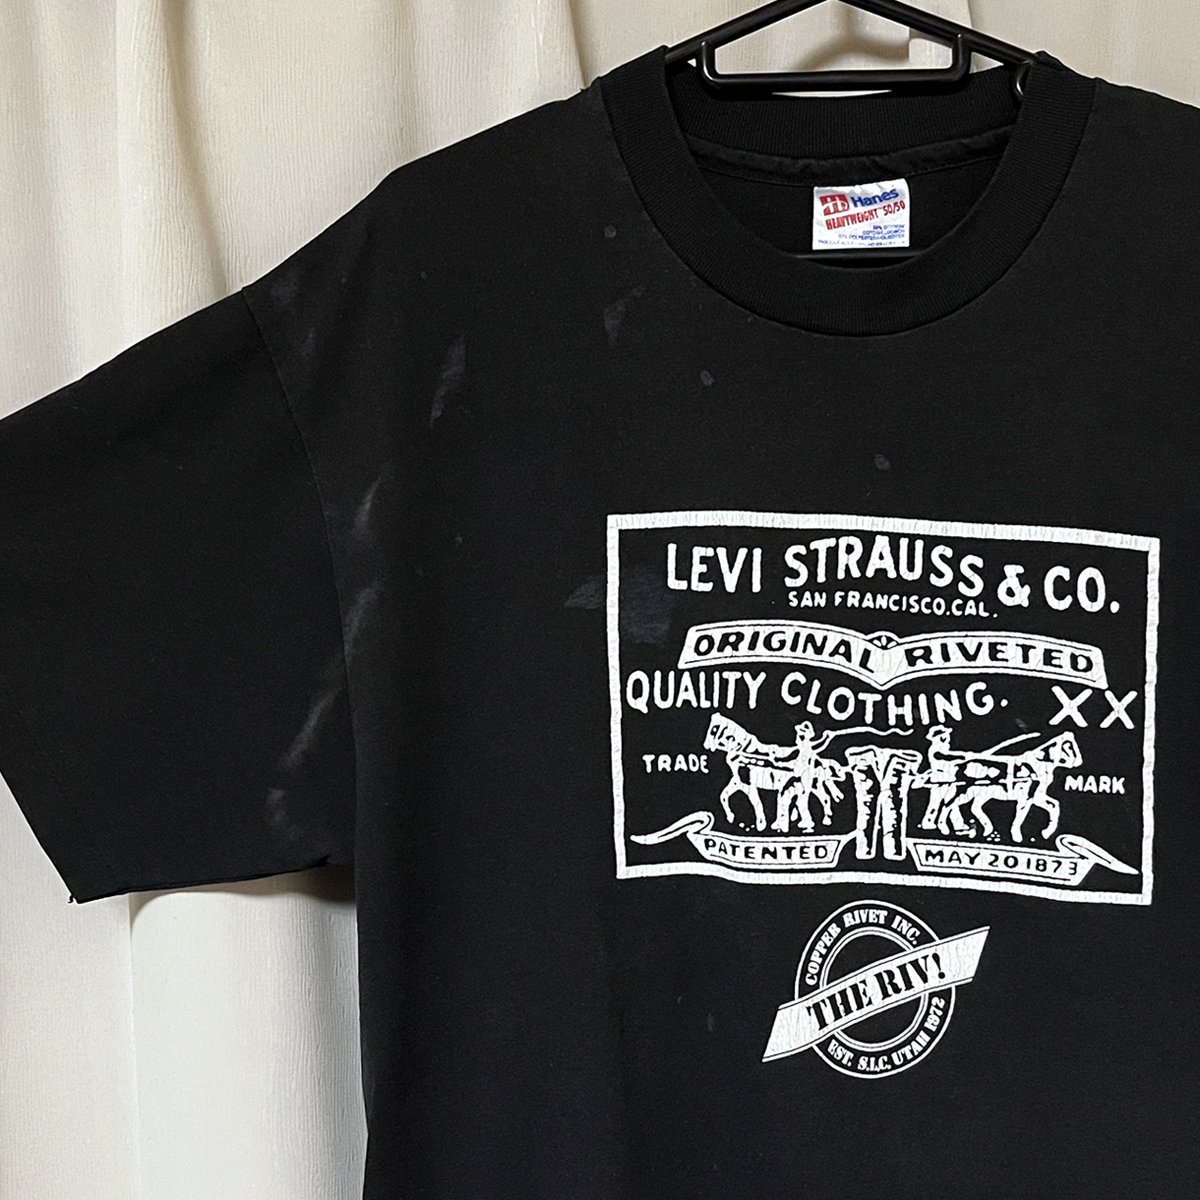 Hanes
HEAVYWEIGHT 50/50
LEVI STRAUSS & CO.
SAN FRANCISCO.CAL.
ORIGINAL RIVETED
QUALITY CLOTHING. XX
TRADE MARK
PATENTED MAY 20 1873
COPPER RIVET INC.
THE RIV!
EST. S.L.C. UTAH 1972